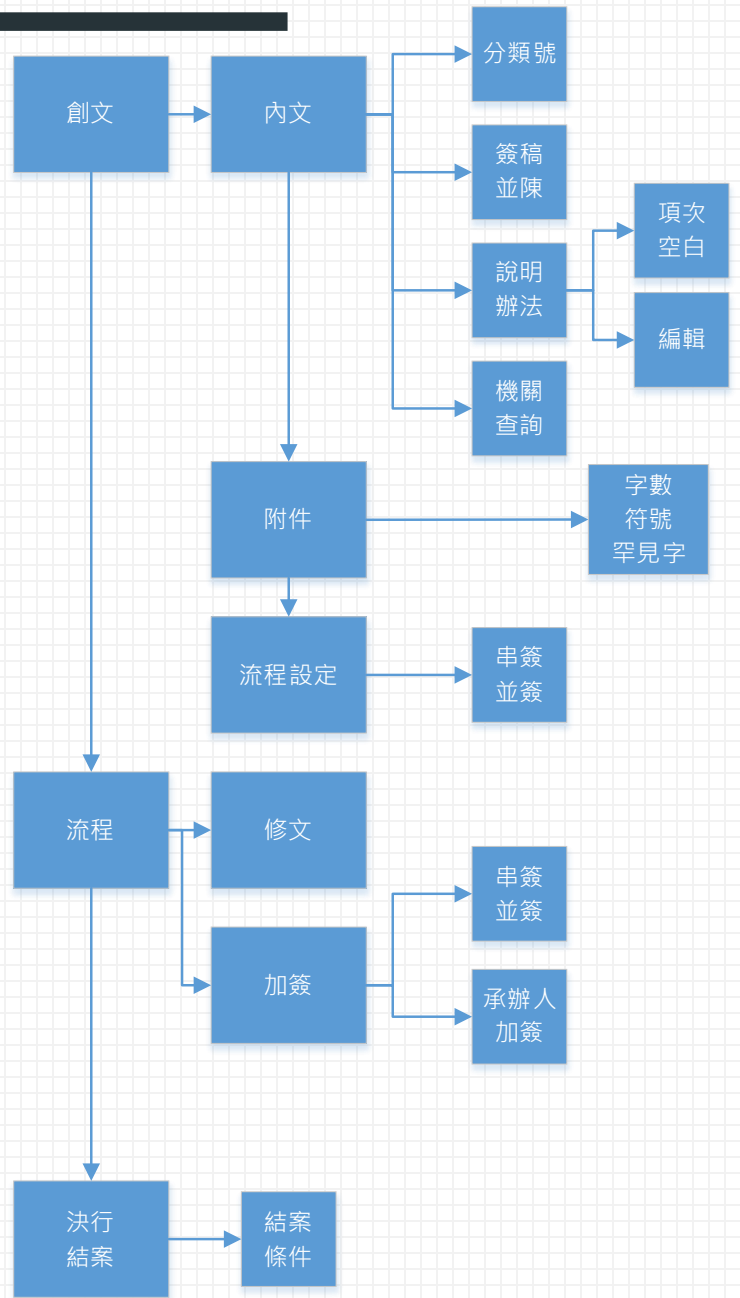 創文
內文
分類號
簽稿
並陳
說明
辦法
項次
空白
編輯
機關
查詢
附件
字數
符號
罕見字
流程設定
串簽
並簽
流程
修文
加簽
串簽
並簽
承辦人
加簽
決行
結案
結案
條件